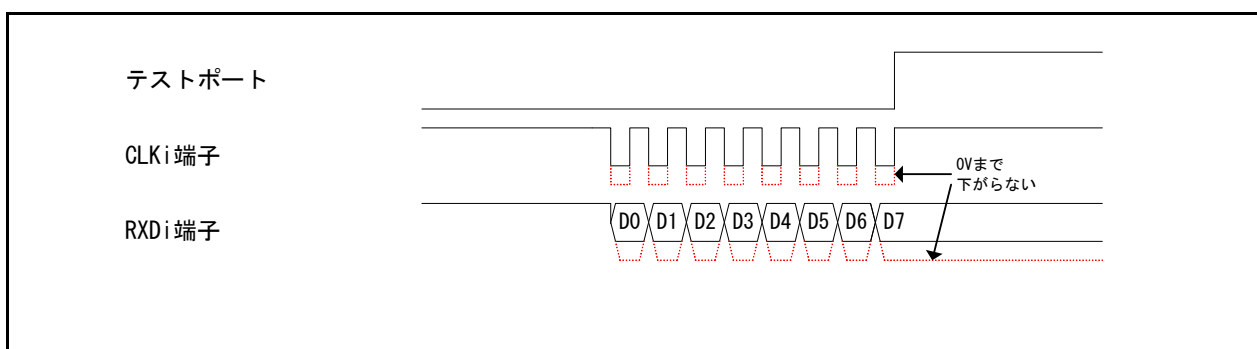 テストポート
CLKi端子
0Vまで
下がらない
RXDi端子
D0 D1 D2 D3 D4 D5 D6 D7